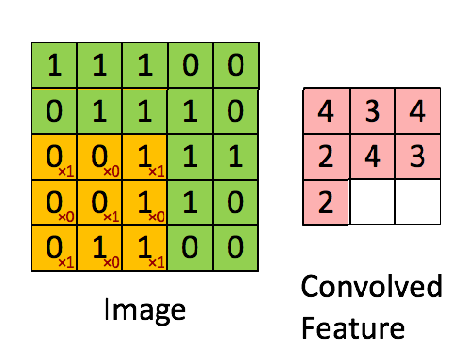 1 1 1 0 0
0 1 1 1 0
0×1 0×0 1×1 1 1
0×0 0×1 1×0 1 0
0×1 1×0 1×1 0 0
Image
4 3 4
2 4 3
2
Convolved
Feature